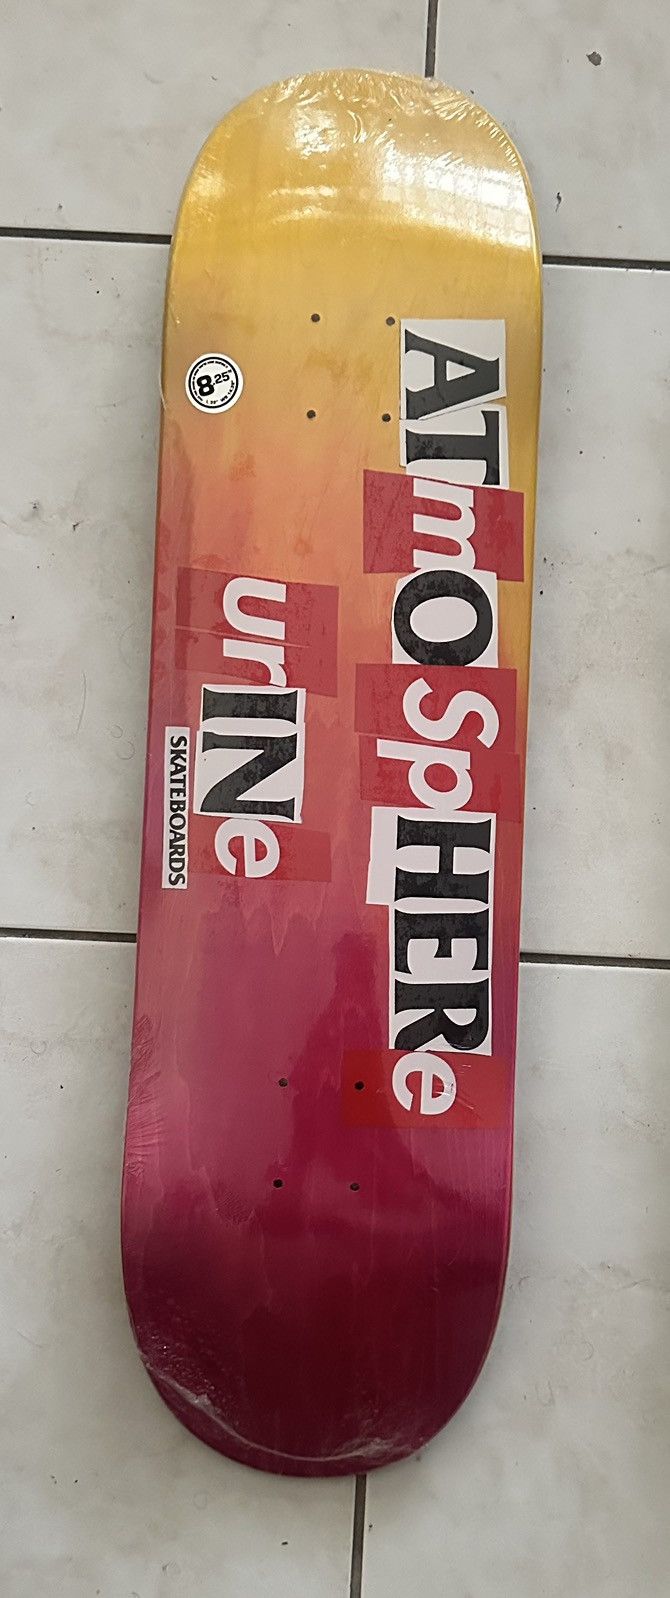 ATmOSpHERe
urINe
SKATEBOARDS
8.25"